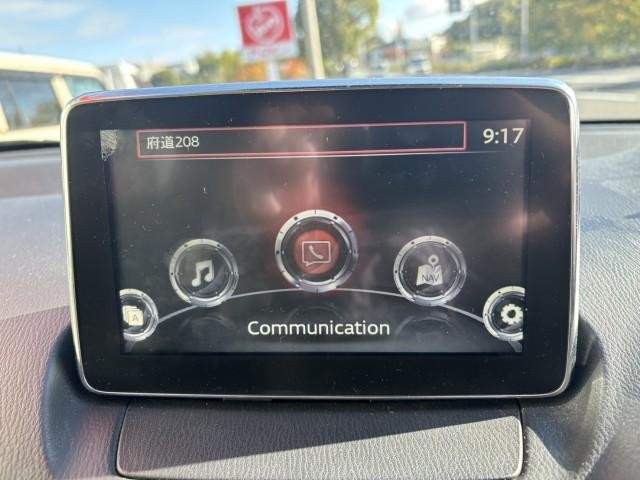 府道208
9:17
NAV
A
Communication